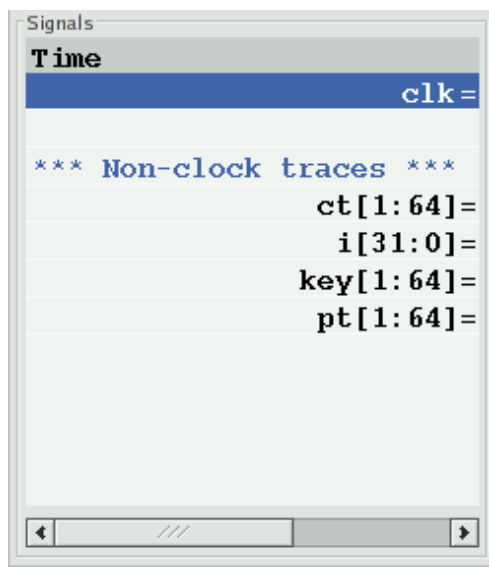 Signals
Time
clk=
*** Non-clock traces ***
ct[1:64]=
i[31:0]=
key[1:64]=
pt[1:64]=